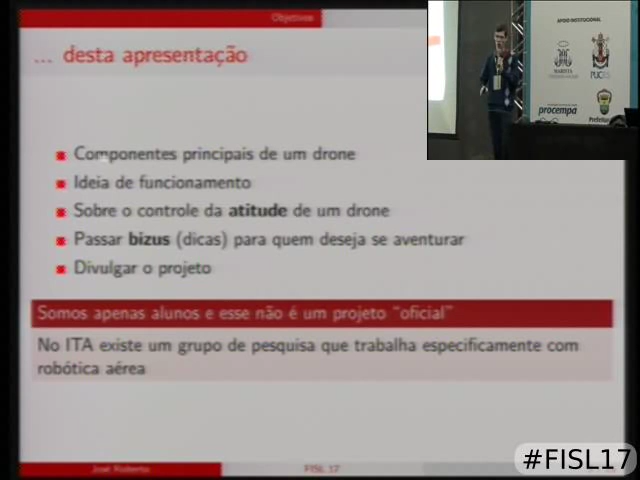 Objetivos
... desta apresentação
Componentes principais de um drone
Ideia de funcionamento
Sobre o controle da atitude de um drone
Passar bizus (dicas) para quem deseja se aventurar
Divulgar o projeto
Somos apenas alunos e esse não é um projeto “oficial”
No ITA existe um grupo de pesquisa que trabalha especificamente com
robótica aérea
José Roberto
FISL 17
APOIO INSTITUCIONAL
MARISTA
PUCRS
procempa
Prefeitura
#FISL17